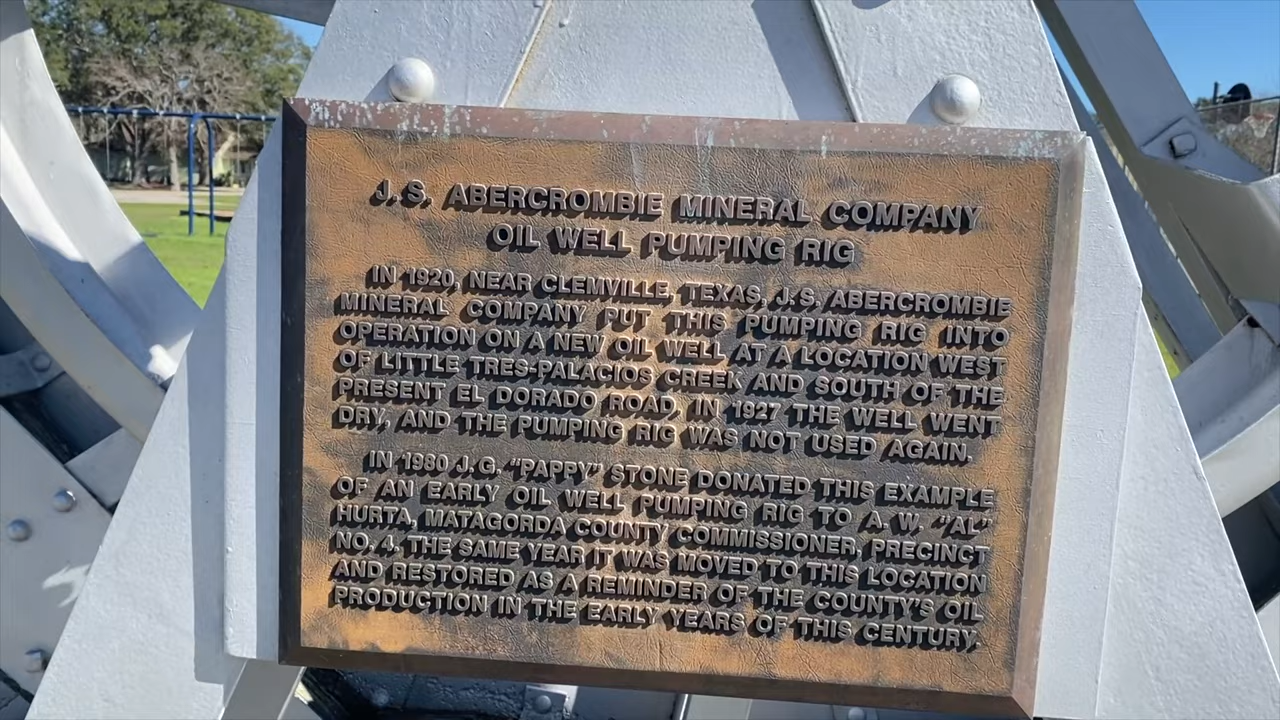 J. S. ABERCROMBIE MINERAL COMPANY
OIL WELL PUMPING RIG
IN 1920, NEAR CLEMVILLE, TEXAS, J. S. ABERCROMBIE
MINERAL COMPANY PUT THIS PUMPING RIG INTO
OPERATION ON A NEW OIL WELL AT A LOCATION WEST
OF LITTLE TRES-PALACIOS CREEK AND SOUTH OF THE
PRESENT EL DORADO ROAD. IN 1927 THE WELL WENT
DRY, AND THE PUMPING RIG WAS NOT USED AGAIN.
IN 1980 J. G. "PAPPY" STONE DONATED THIS EXAMPLE
OF AN EARLY OIL WELL PUMPING RIG TO A. W. "AL"
HURTA, MATAGORDA COUNTY COMMISSIONER, PRECINCT
NO. 4. THE SAME YEAR IT WAS MOVED TO THIS LOCATION
AND RESTORED AS A REMINDER OF THE COUNTY'S OIL
PRODUCTION IN THE EARLY YEARS OF THIS CENTURY.